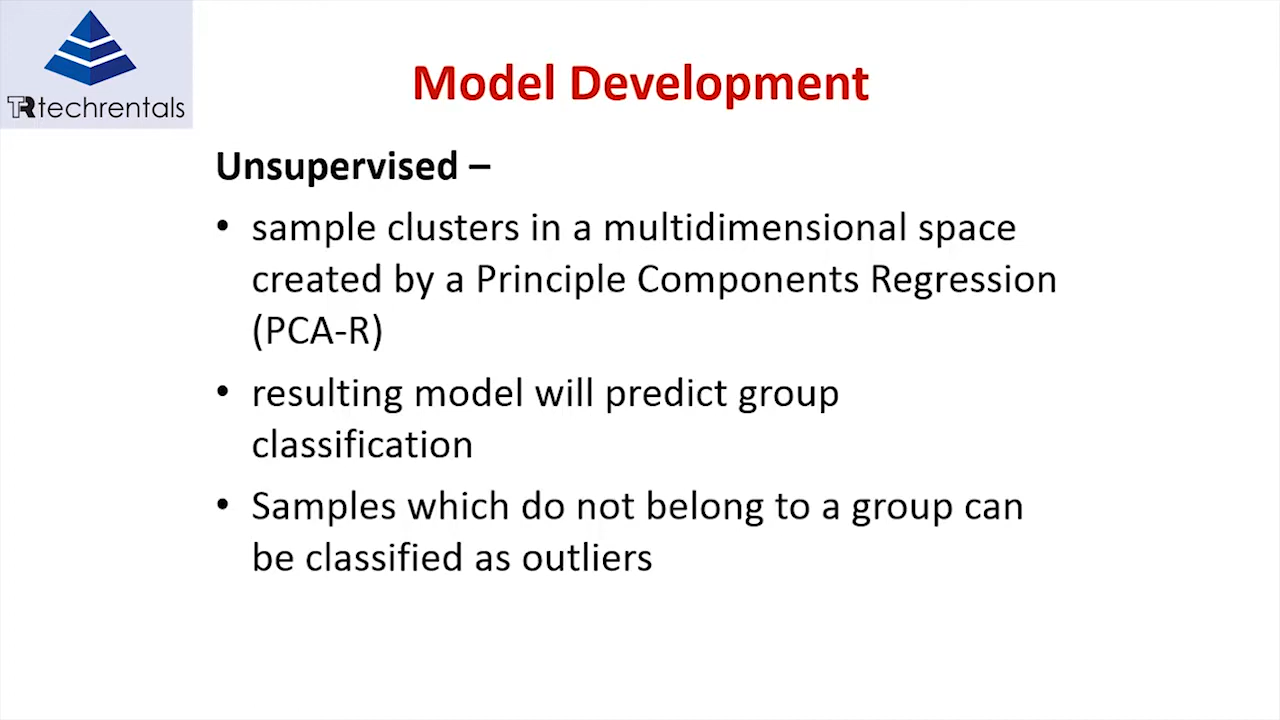 TR techrentals
Model Development
Unsupervised –
• sample clusters in a multidimensional space
created by a Principle Components Regression
(PCA-R)
• resulting model will predict group
classification
• Samples which do not belong to a group can
be classified as outliers